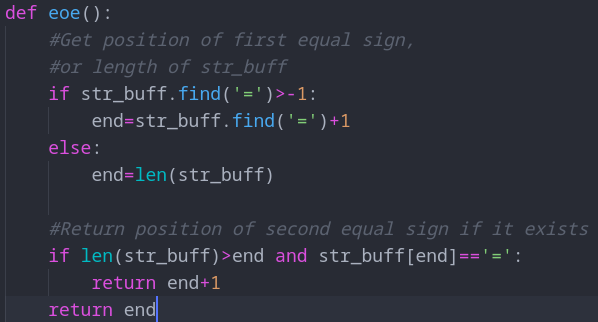 def eoe():
    #Get position of first equal sign,
    #or length of str_buff
    if str_buff.find('=')>-1:
        end=str_buff.find('=')+1
    else:
        end=len(str_buff)
    #Return position of second equal sign if it exists
    if len(str_buff)>end and str_buff[end]=='=':
        return end+1
    return end